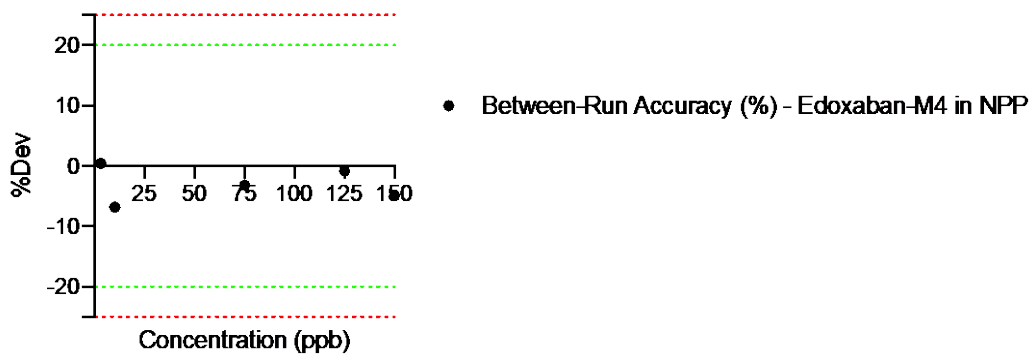 20
10
0
-10
-20
%Dev
25 50 75 100 125 150
Concentration (ppb)
Between-Run Accuracy (%) - Edoxaban-M4 in NPP